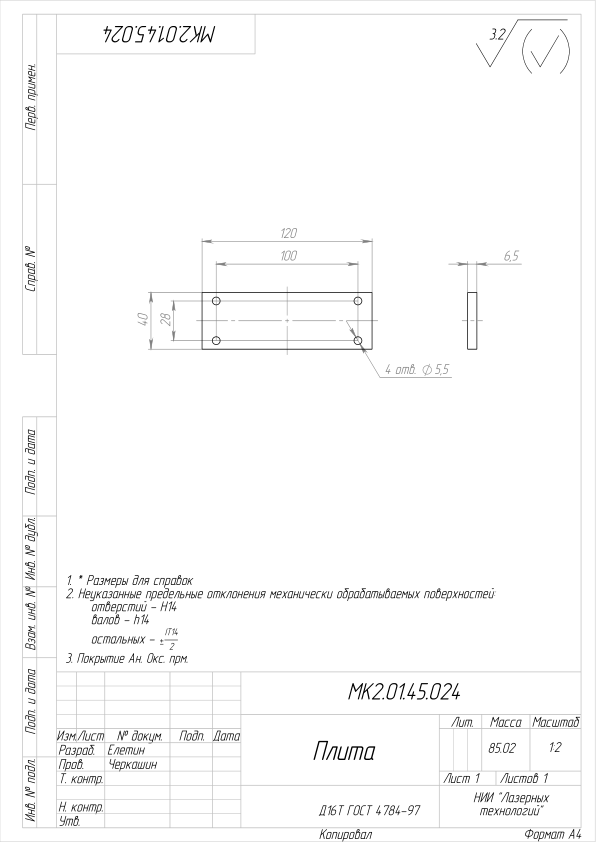 МК2.01.45.024
3.2
Перв. примен.
Справ. №
120
100
6,5
40
28
4 отв. ∅5,5
Подп. и дата
Инв. № дубл.
Взам. инв. №
Подп. и дата
Инв. № подл.
1. * Размеры для справок
2. Неуказанные предельные отклонения механически обрабатываемых поверхностей:
отверстий – H14
валов – h14
остальных – ± IT14/2
3. Покрытие Ан. Окс. прм.
МК2.01.45.024
Изм. Лист № докум. Подп. Дата
Разраб. Елетин
Пров. Черкашин
Т. контр.
Н. контр.
Утв.
Плита
Лит. Масса Масштаб
85.02 1:2
Лист 1 Листов 1
Д16Т ГОСТ 4784-97
НИИ "Лазерных
технологий"
Копировал Формат А4